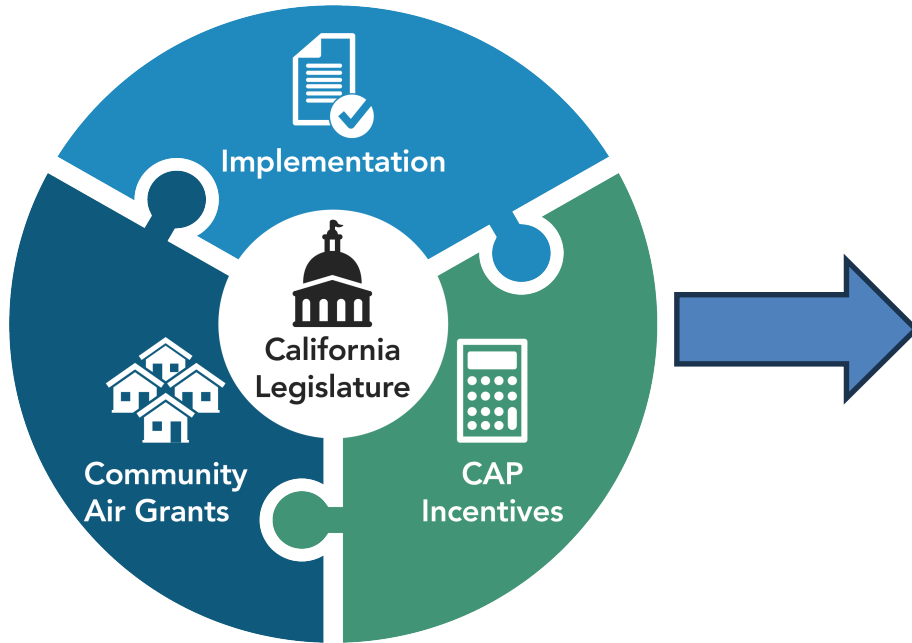 Implementation
California
Legislature
Community
Air Grants
CAP
Incentives